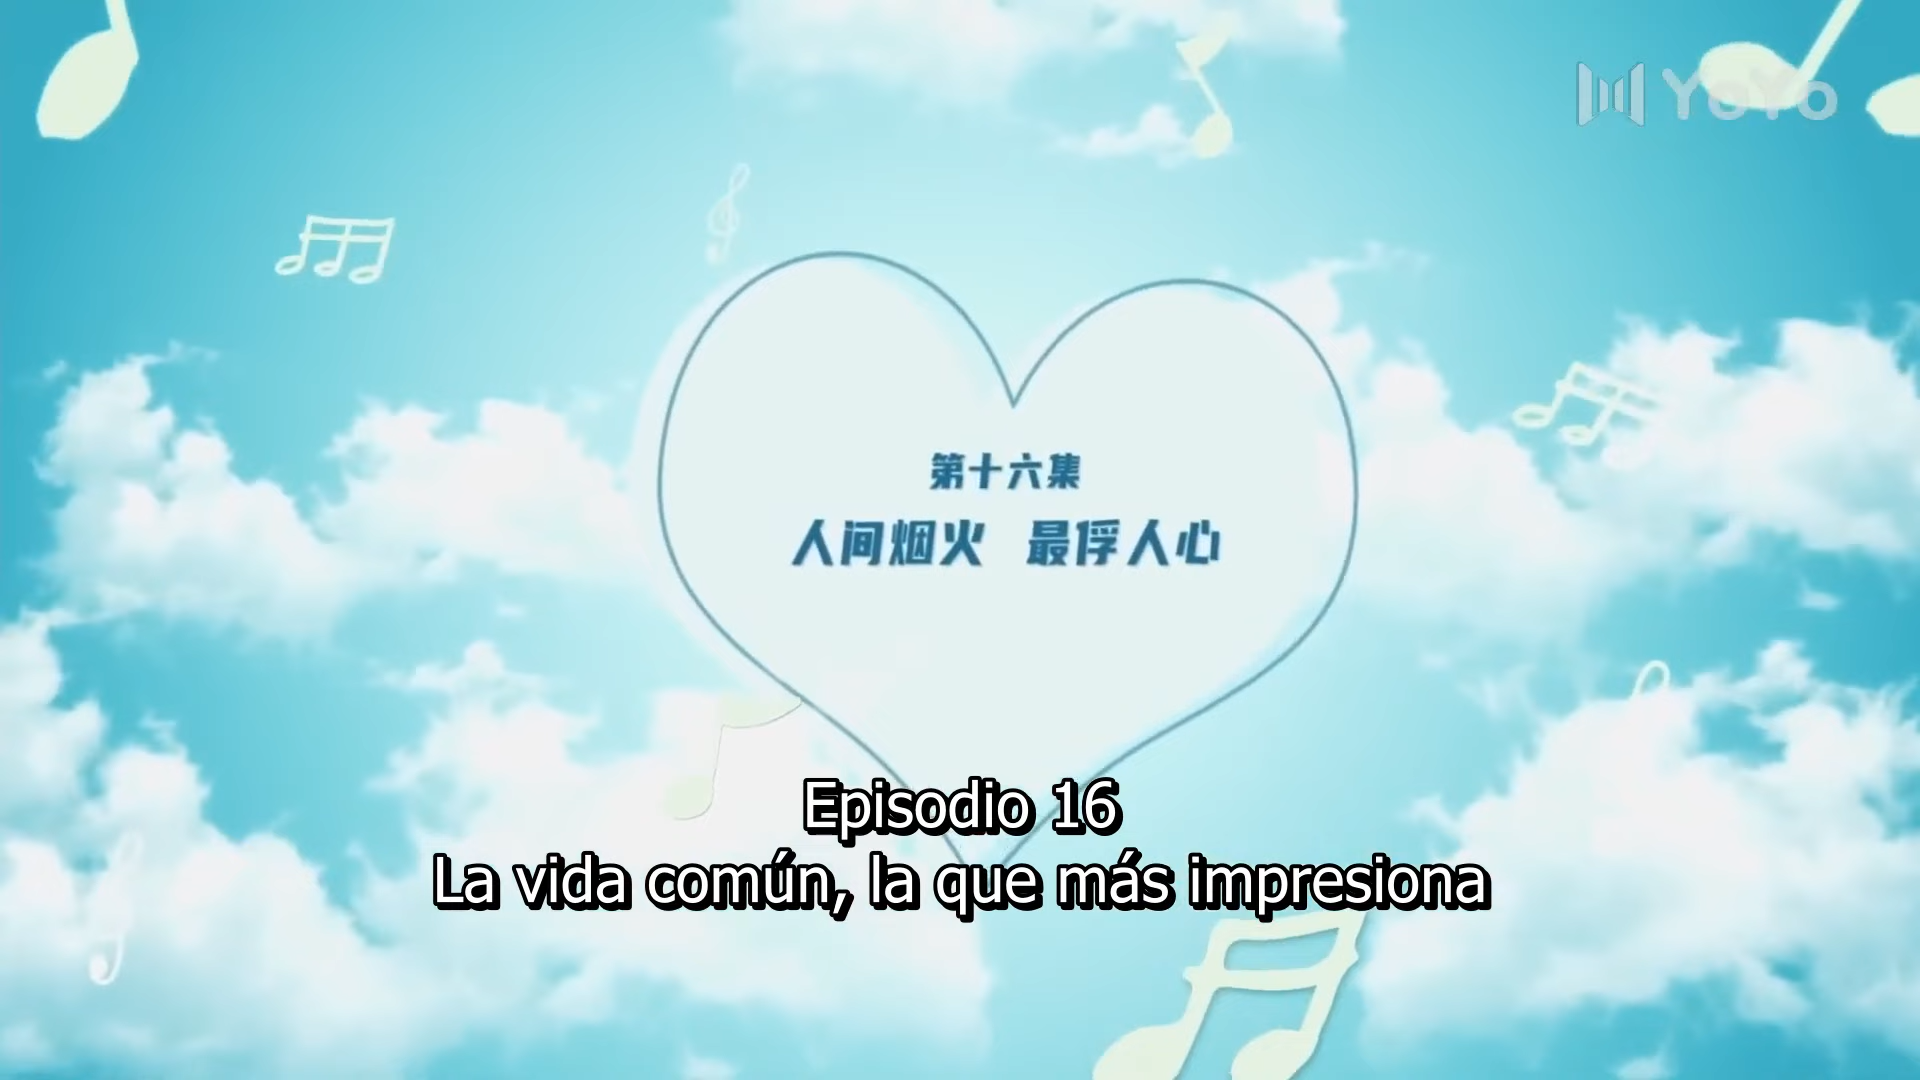 YoYo
第十六集
人间烟火 最俘人心
Episodio 16
La vida común, la que más impresiona